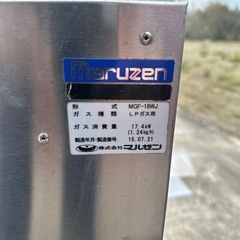 Maruzen
形式 MGF-18WJ
ガス種類 LPガス用
ガス消費量 17.4kW
(1.24kg/h)
製造年月・製造番号 15.07.21
株式会社マルゼン